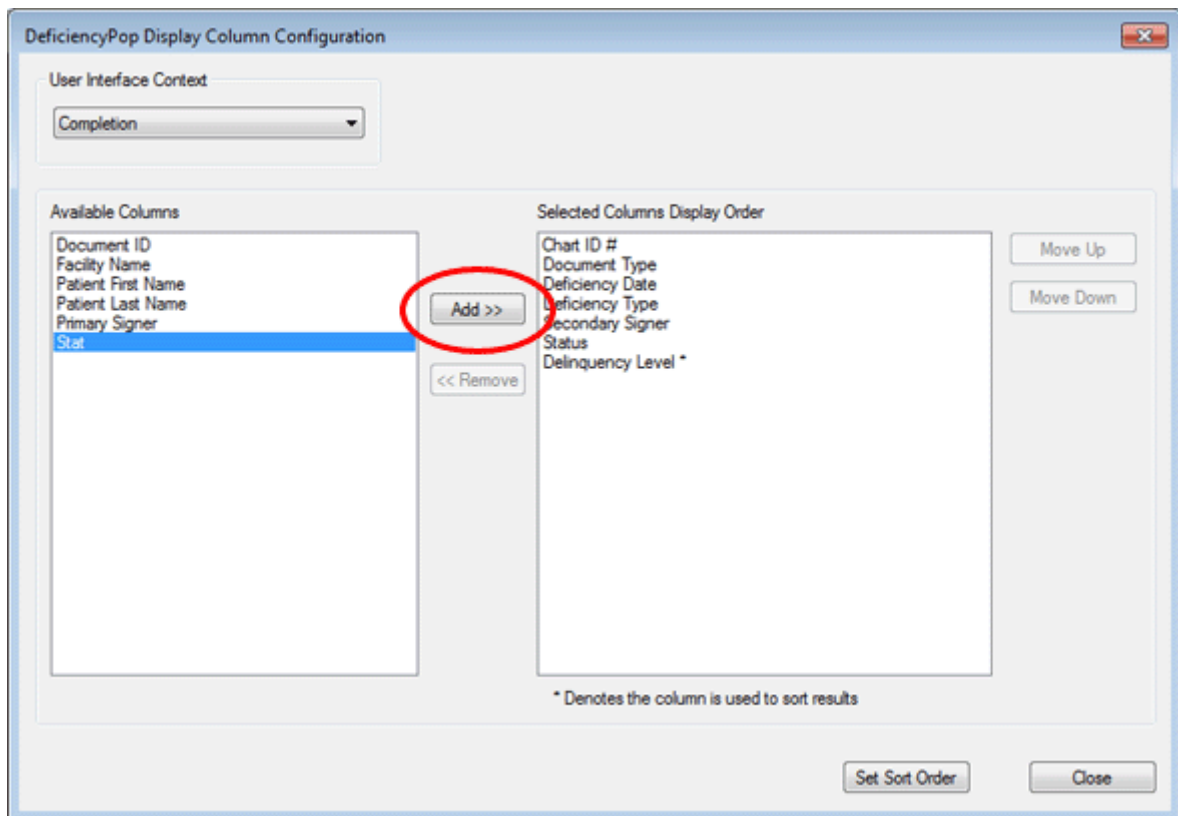 DeficiencyPop Display Column Configuration
User Interface Context
Completion
Available Columns
Document ID
Facility Name
Patient First Name
Patient Last Name
Primary Signer
Stat
Add >>
<< Remove
Selected Columns Display Order
Chart ID #
Document Type
Deficiency Date
Deficiency Type
Secondary Signer
Status
Delinquency Level *
Move Up
Move Down
* Denotes the column is used to sort results
Set Sort Order
Close